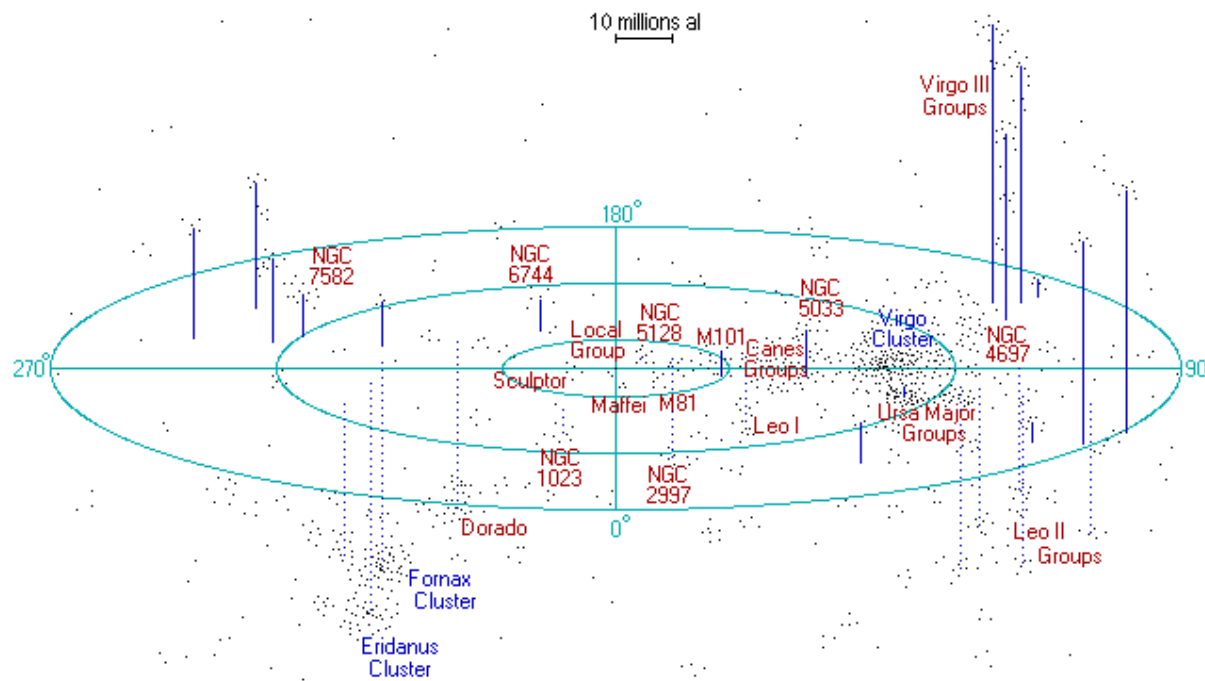 10 millions al
Virgo III
Groups
180°
NGC
7582
NGC
6744
NGC
5033
NGC
5128
Virgo
Cluster
NGC
4697
Local
Group
M101
Canes
Groups
270°
90
Sculptor
Maffei
M81
Leo I
Ursa Major
Groups
NGC
1023
NGC
2997
Dorado
0°
Leo II
Groups
Fornax
Cluster
Eridanus
Cluster